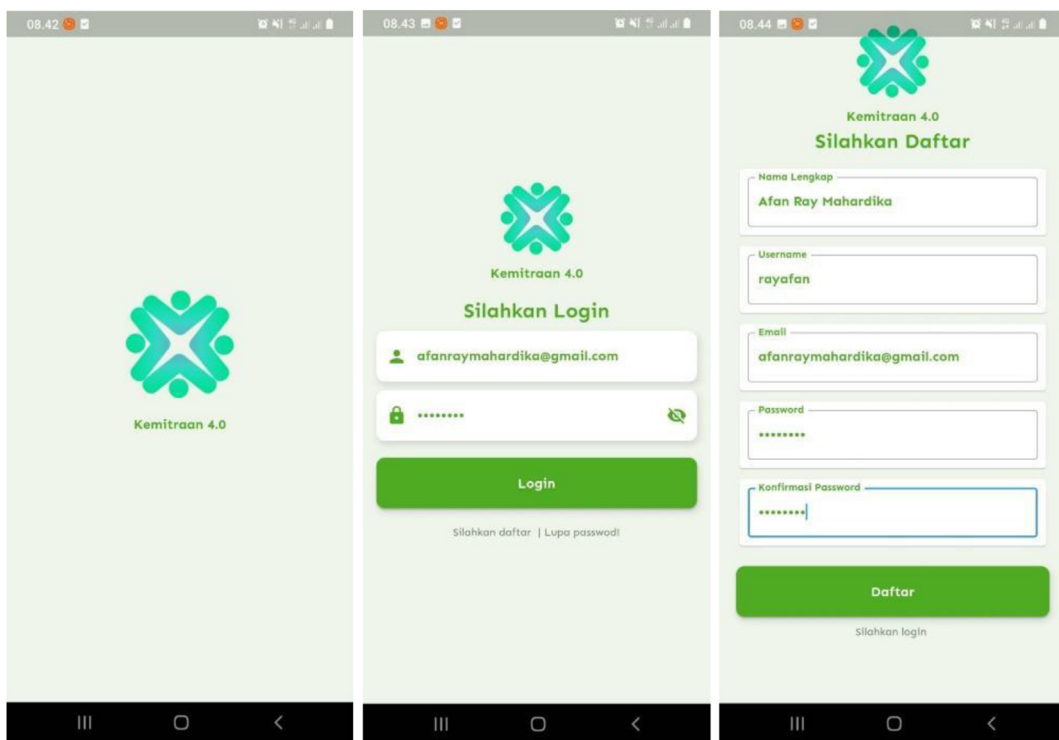 08.42
Kemitraan 4.0
08.43
Kemitraan 4.0
Silahkan Login
afanraymahardika@gmail.com
••••••••
Login
Silahkan daftar | Lupa passwod!
08.44
Kemitraan 4.0
Silahkan Daftar
Nama Lengkap
Afan Ray Mahardika
Username
rayafan
Email
afanraymahardika@gmail.com
Password
••••••••
Konfirmasi Password
••••••••
Daftar
Silahkan login